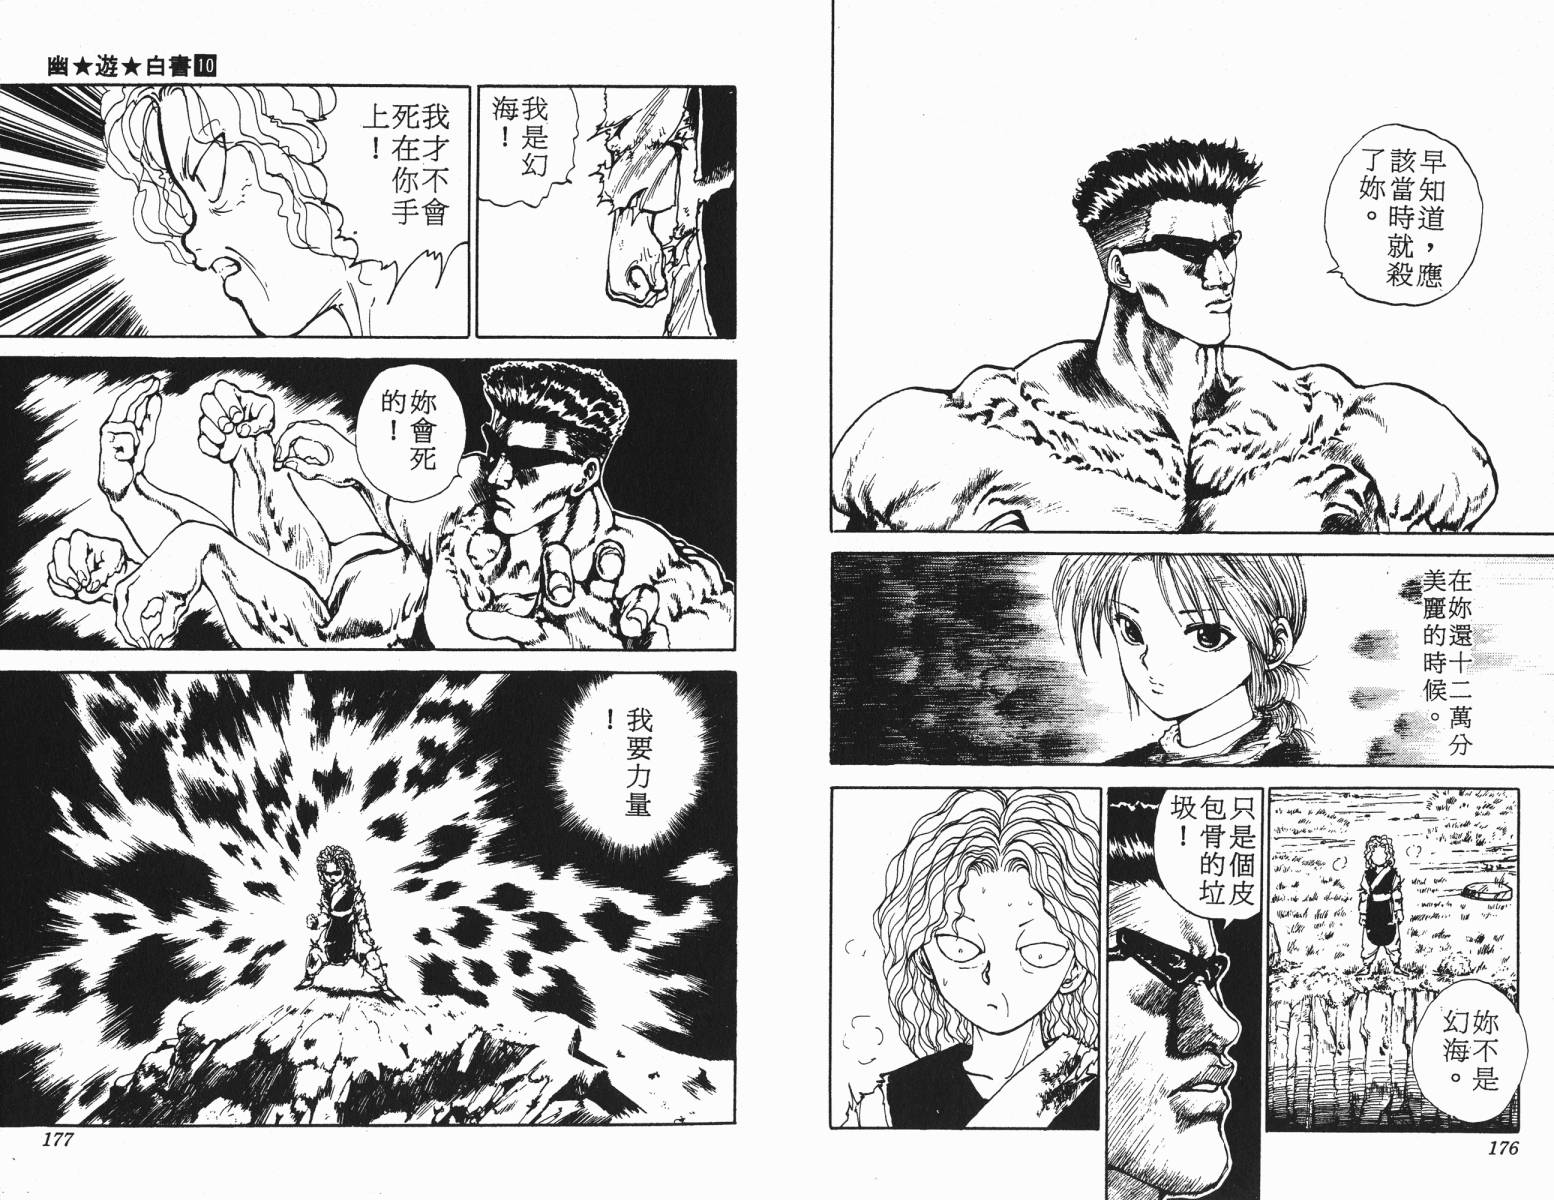 早知道，應
該當時就殺
了妳。
在妳還十二萬分
美麗的時候。
妳不是
幻海。
只是個皮
包骨的垃
圾！
176
幽★遊★白書10
我是幻
海！
我才不會
死在你手
上！
妳會死
的！
我要力量
！
177